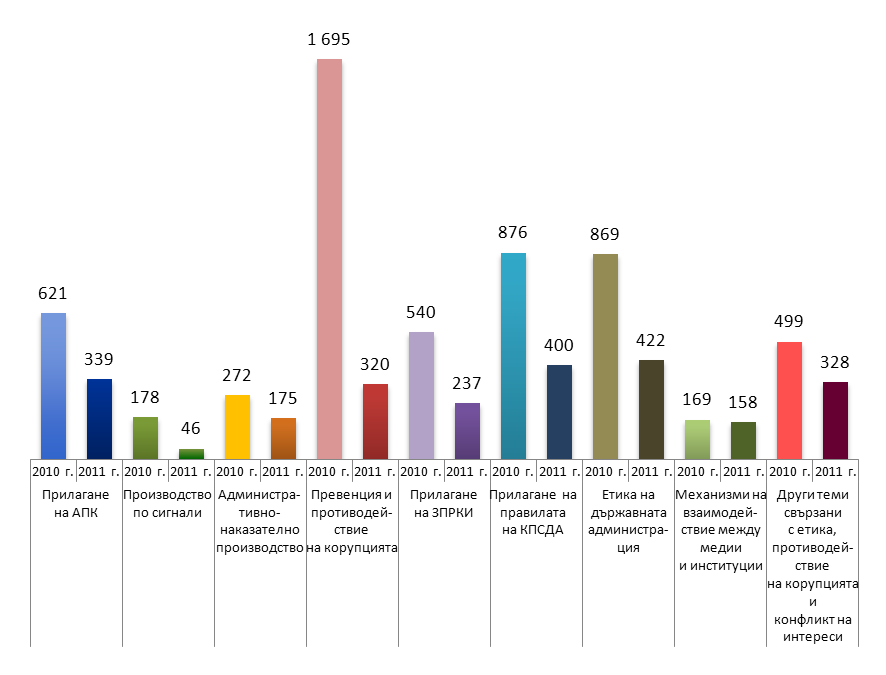 1 695
876
869
621
540
499
422
400
339
320
328
272
237
178
175
169
158
46
2010 г. 2011 г. 2010 г. 2011 г. 2010 г. 2011 г. 2010 г. 2011 г. 2010 г. 2011 г. 2010 г. 2011 г. 2010 г. 2011 г. 2010 г. 2011 г. 2010 г. 2011 г.
Прилагане
на АПК
Производство
по сигнали
Администра-
тивно-
наказателно
производство
Превенция и
противодей-
ствие
на корупцията
Прилагане
на ЗПРКИ
Прилагане на
правилата
на КПСДА
Етика на
държавната
администра-
ция
Механизми на
взаимодей-
ствие между
медии
и институции
Други теми
свързани
с етика,
противодей-
ствие
на корупцията
и
конфликт на
интереси